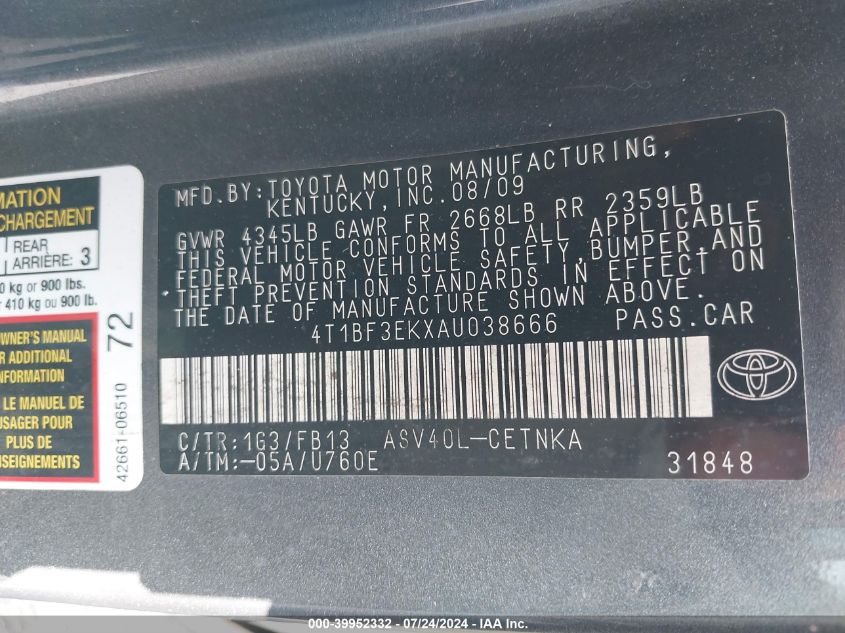 MATION
CHARGEMENT
REAR
ARRIÈRE: 3
0 kg or 900 lbs.
410 kg ou 900 lb.
OWNER'S MANUAL
R ADDITIONAL
INFORMATION
LE MANUEL DE
USAGER POUR
PLUS DE
NSEIGNEMENTS
42661-06510 72
MFD.BY:TOYOTA MOTOR MANUFACTURING,
KENTUCKY,INC.08/09
GVWR 4345LB GAWR FR 2668LB RR 2359LB
THIS VEHICLE CONFORMS TO ALL APPLICABLE
FEDERAL MOTOR VEHICLE SAFETY,BUMPER,AND
THEFT PREVENTION STANDARDS IN EFFECT ON
THE DATE OF MANUFACTURE SHOWN ABOVE.
4T1BF3EKXAU038666 PASS.CAR
C/TR:1G3/FB13 ASV40L-CETNKA
A/TM:-05A/U760E 31848
000-39952332 - 07/24/2024 - IAA Inc.